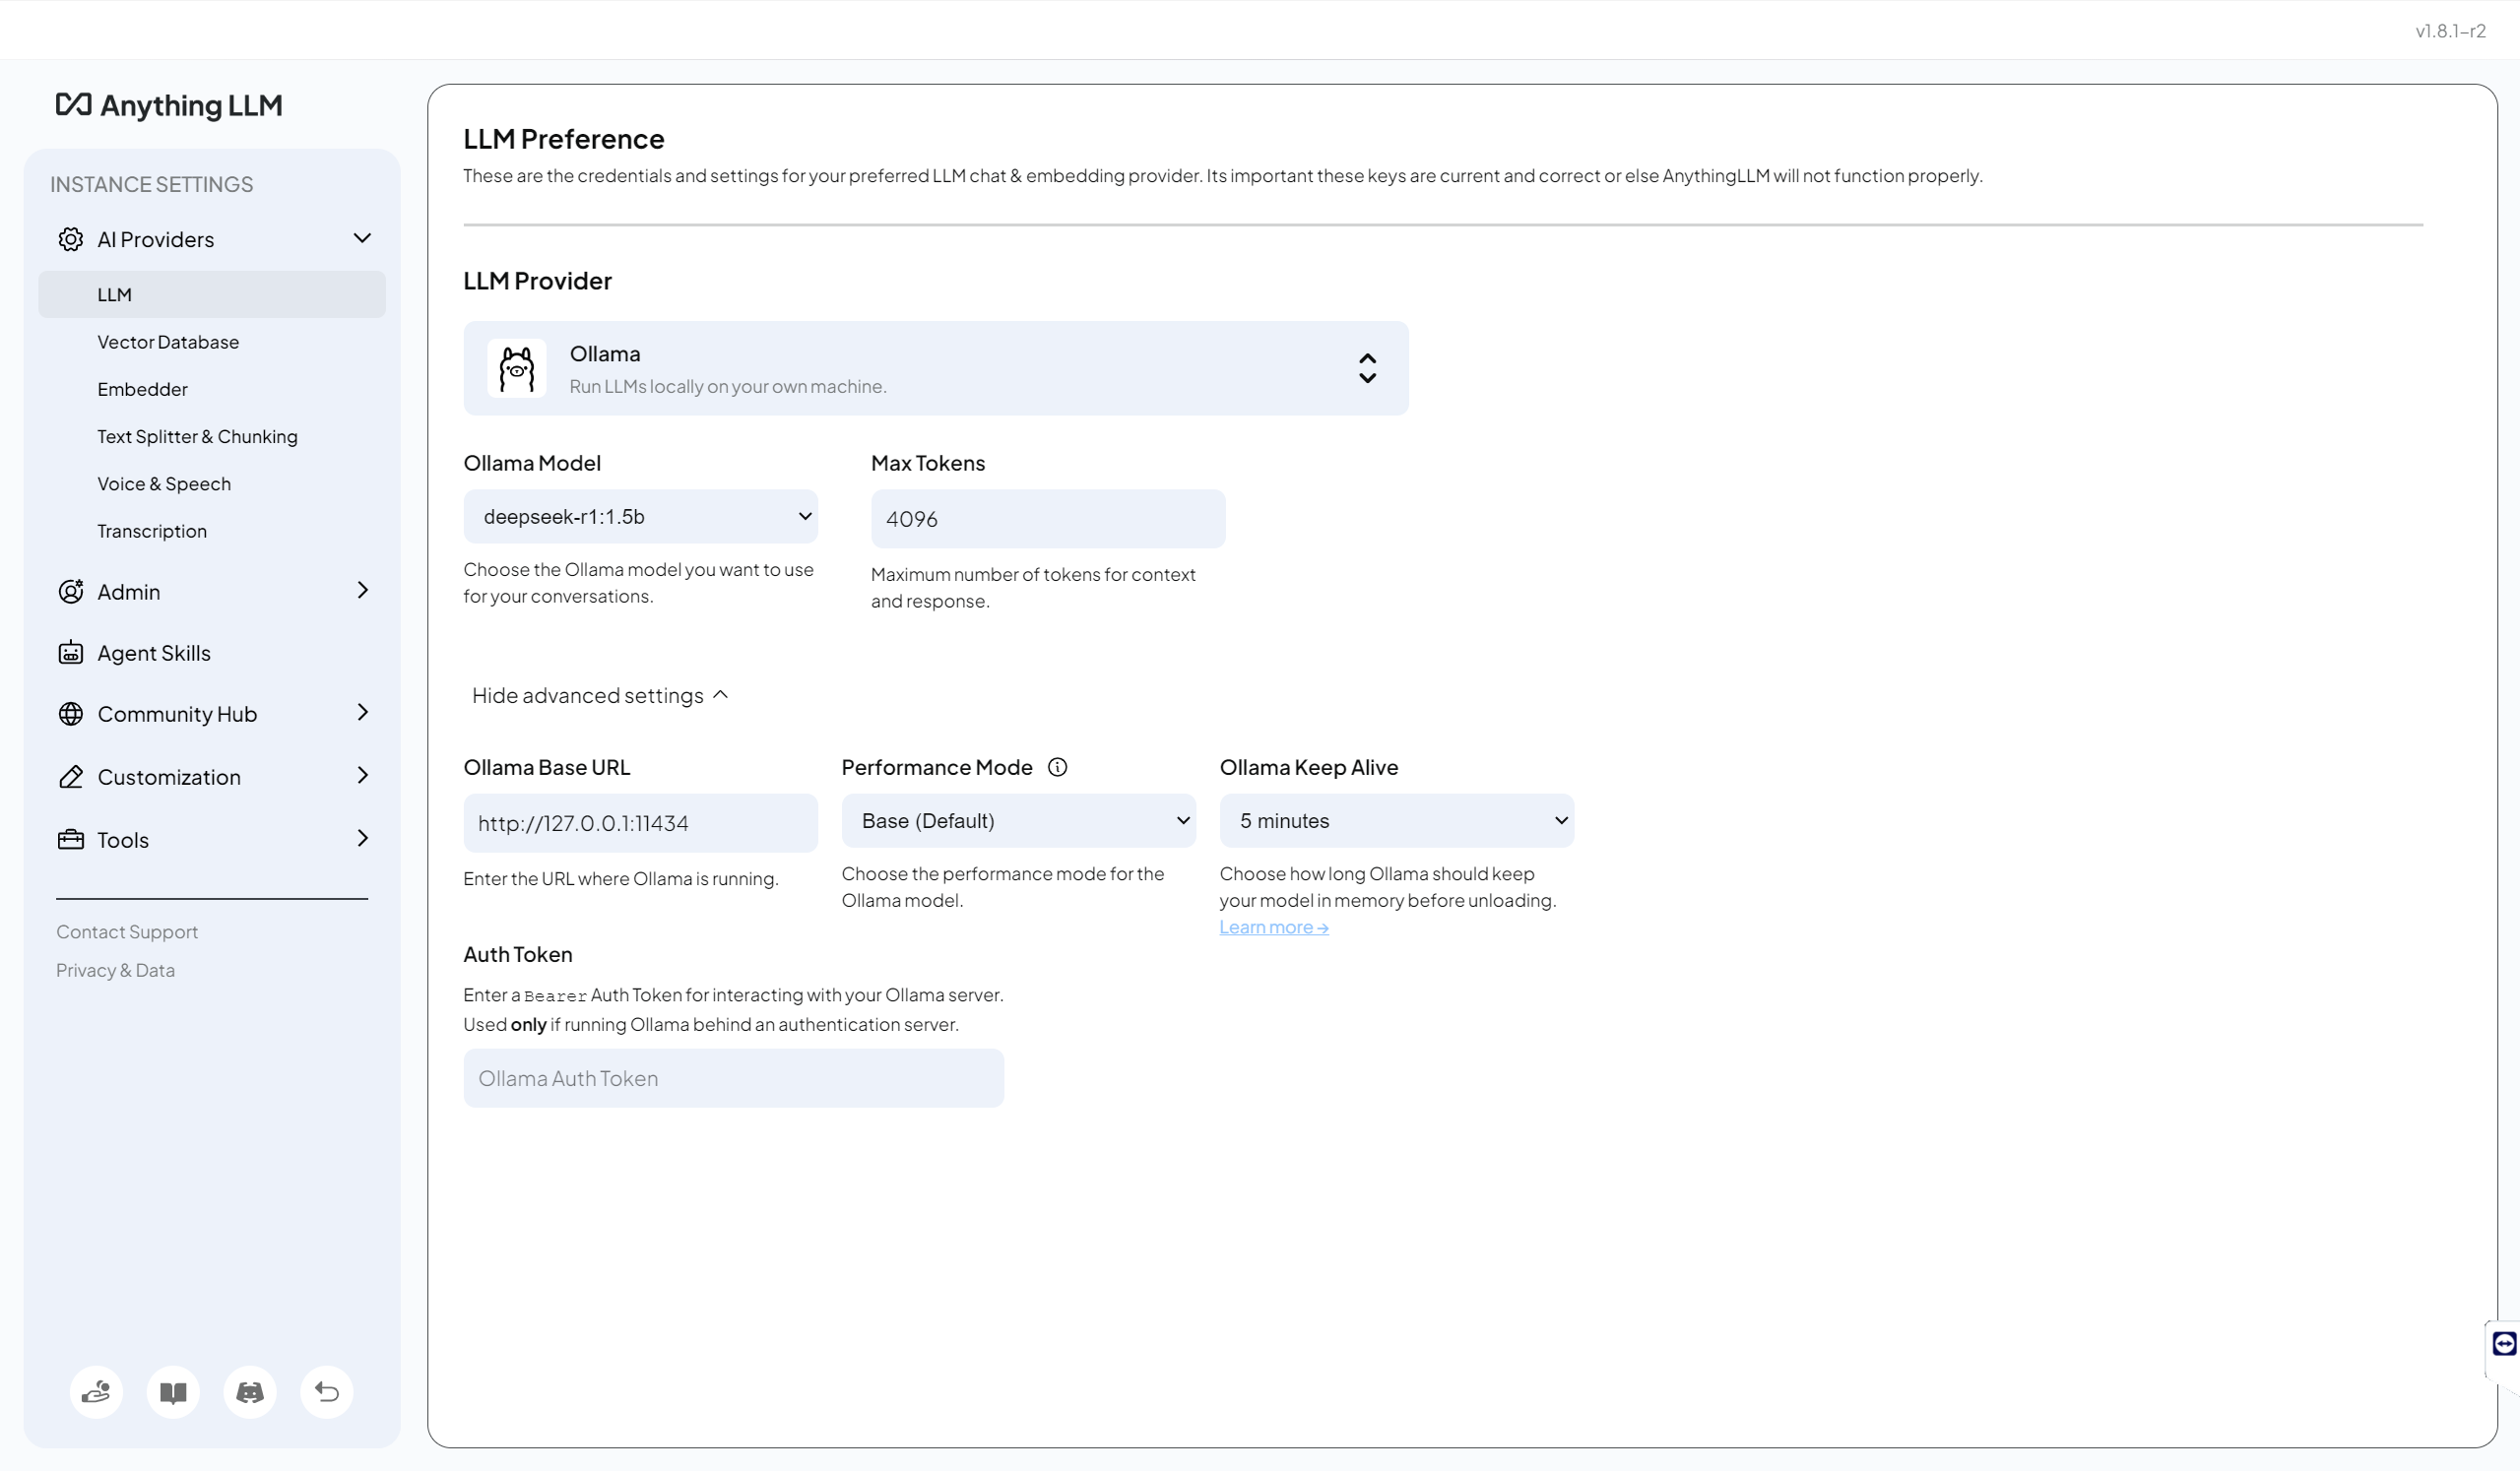 v1.8.1-r2
Anything LLM
INSTANCE SETTINGS
AI Providers
LLM
Vector Database
Embedder
Text Splitter & Chunking
Voice & Speech
Transcription
Admin
Agent Skills
Community Hub
Customization
Tools
Contact Support
Privacy & Data
LLM Preference
These are the credentials and settings for your preferred LLM chat & embedding provider. Its important these keys are current and correct or else AnythingLLM will not function properly.
LLM Provider
Ollama
Run LLMs locally on your own machine.
Ollama Model
deepseek-r1:1.5b
Choose the Ollama model you want to use
for your conversations.
Max Tokens
4096
Maximum number of tokens for context
and response.
Hide advanced settings
Ollama Base URL
http://127.0.0.1:11434
Enter the URL where Ollama is running.
Performance Mode
Base (Default)
Choose the performance mode for the
Ollama model.
Ollama Keep Alive
5 minutes
Choose how long Ollama should keep
your model in memory before unloading.
Learn more →
Auth Token
Enter a Bearer Auth Token for interacting with your Ollama server.
Used only if running Ollama behind an authentication server.
Ollama Auth Token